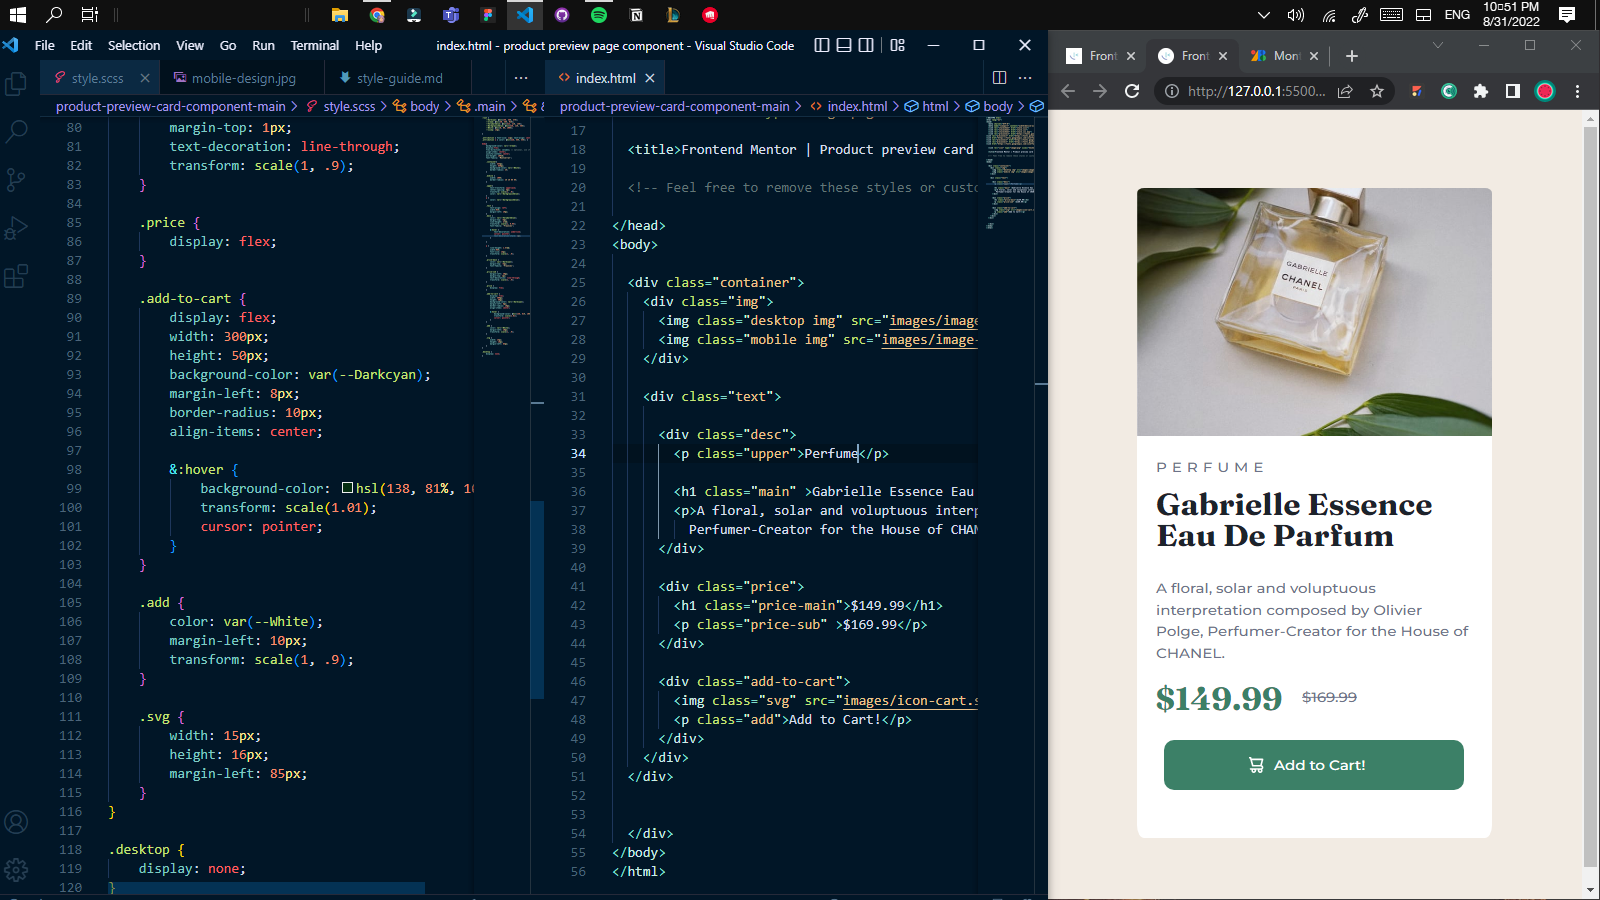 ENG
10:51 PM
8/31/2022
File Edit Selection View Go Run Terminal Help
index.html - product preview page component - Visual Studio Code
style.scss
mobile-design.jpg
style-guide.md
index.html
product-preview-card-component-main > style.scss > body > .main >
80 margin-top: 1px;
81 text-decoration: line-through;
82 transform: scale(1, .9);
83 }
84
85 .price {
86 display: flex;
87 }
88
89 .add-to-cart {
90 display: flex;
91 width: 300px;
92 height: 50px;
93 background-color: var(--Darkcyan);
94 margin-left: 8px;
95 border-radius: 10px;
96 align-items: center;
97
98 &:hover {
99 background-color: hsl(138, 81%, 10
100 transform: scale(1.01);
101 cursor: pointer;
102 }
103 }
104
105 .add {
106 color: var(--White);
107 margin-left: 10px;
108 transform: scale(1, .9);
109 }
110
111 .svg {
112 width: 15px;
113 height: 16px;
114 margin-left: 85px;
115 }
116 }
117
118 .desktop {
119 display: none;
120 }
product-preview-card-component-main > index.html > html > body >
17
18 <title>Frontend Mentor | Product preview card
19
20 <!-- Feel free to remove these styles or custo
21
22 </head>
23 <body>
24
25 <div class="container">
26 <div class="img">
27 <img class="desktop img" src="images/image
28 <img class="mobile img" src="images/image-
29 </div>
30
31 <div class="text">
32
33 <div class="desc">
34 <p class="upper">Perfume</p>
35
36 <h1 class="main" >Gabrielle Essence Eau
37 <p>A floral, solar and voluptuous interp
38 Perfumer-Creator for the House of CHAN
39 </div>
40
41 <div class="price">
42 <h1 class="price-main">$149.99</h1>
43 <p class="price-sub" >$169.99</p>
44 </div>
45
46 <div class="add-to-cart">
47 <img class="svg" src="images/icon-cart.s
48 <p class="add">Add to Cart!</p>
49 </div>
50 </div>
51 </div>
52
53
54 </div>
55 </body>
56 </html>
Front
Front
Mont
http://127.0.0.1:5500...
GABRIELLE
CHANEL
PARIS
PERFUME
Gabrielle Essence
Eau De Parfum
A floral, solar and voluptuous
interpretation composed by Olivier
Polge, Perfumer-Creator for the House of
CHANEL.
$149.99 $169.99
Add to Cart!